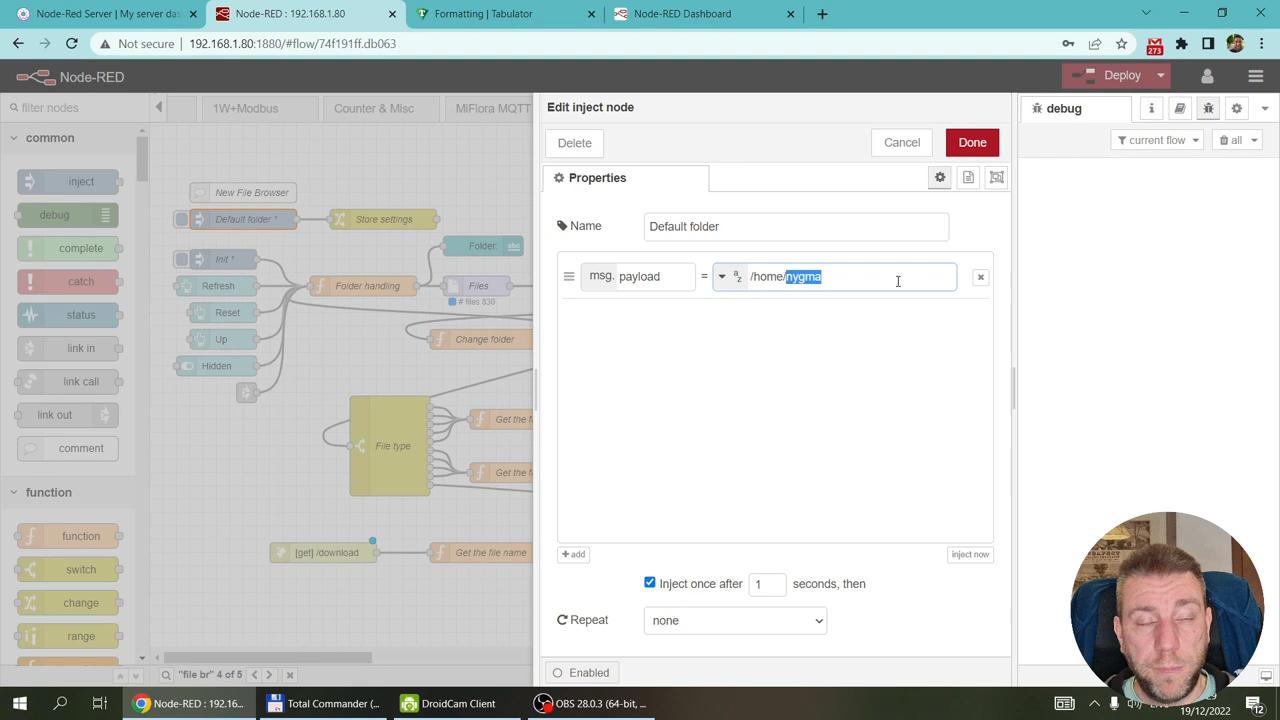 Node-RED Server | My server das
Node-RED : 192.168.1.80
Formatting | Tabulator
Node-RED Dashboard
Not secure
192.168.1.80:1880/#flow/74f191ff.db063
273
Node-RED
Deploy
filter nodes
1W+Modbus
Counter & Misc
MiFlora MQTT
Edit inject node
debug
common
Delete
Cancel
Done
current flow
all
inject
Properties
New File Browser
debug
Default folder
Store settings
Name
Default folder
complete
Folder:
abc
Init
msg. payload
=
a
z
/home/nygma
catch
Refresh
Folder handling
Files
# files 830
status
Reset
Up
Change folder
link in
Hidden
link call
link out
Get the f
File type
comment
Get the f
function
function
[get] /download
Get the file name
add
inject now
switch
Inject once after
1
seconds, then
change
Repeat
none
range
"file br" 4 of 5
Enabled
Node-RED : 192.16...
Total Commander (...
DroidCam Client
OBS 28.0.3 (64-bit, ...
19/12/2022
12